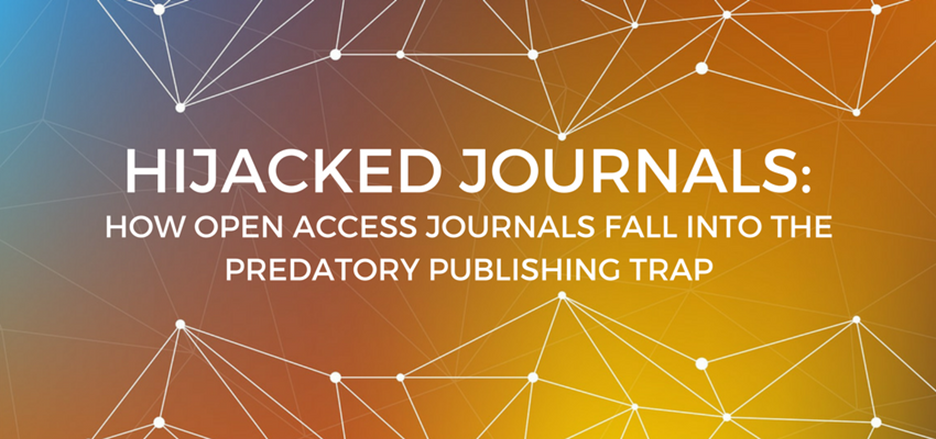 HIJACKED JOURNALS:
HOW OPEN ACCESS JOURNALS FALL INTO THE
PREDATORY PUBLISHING TRAP